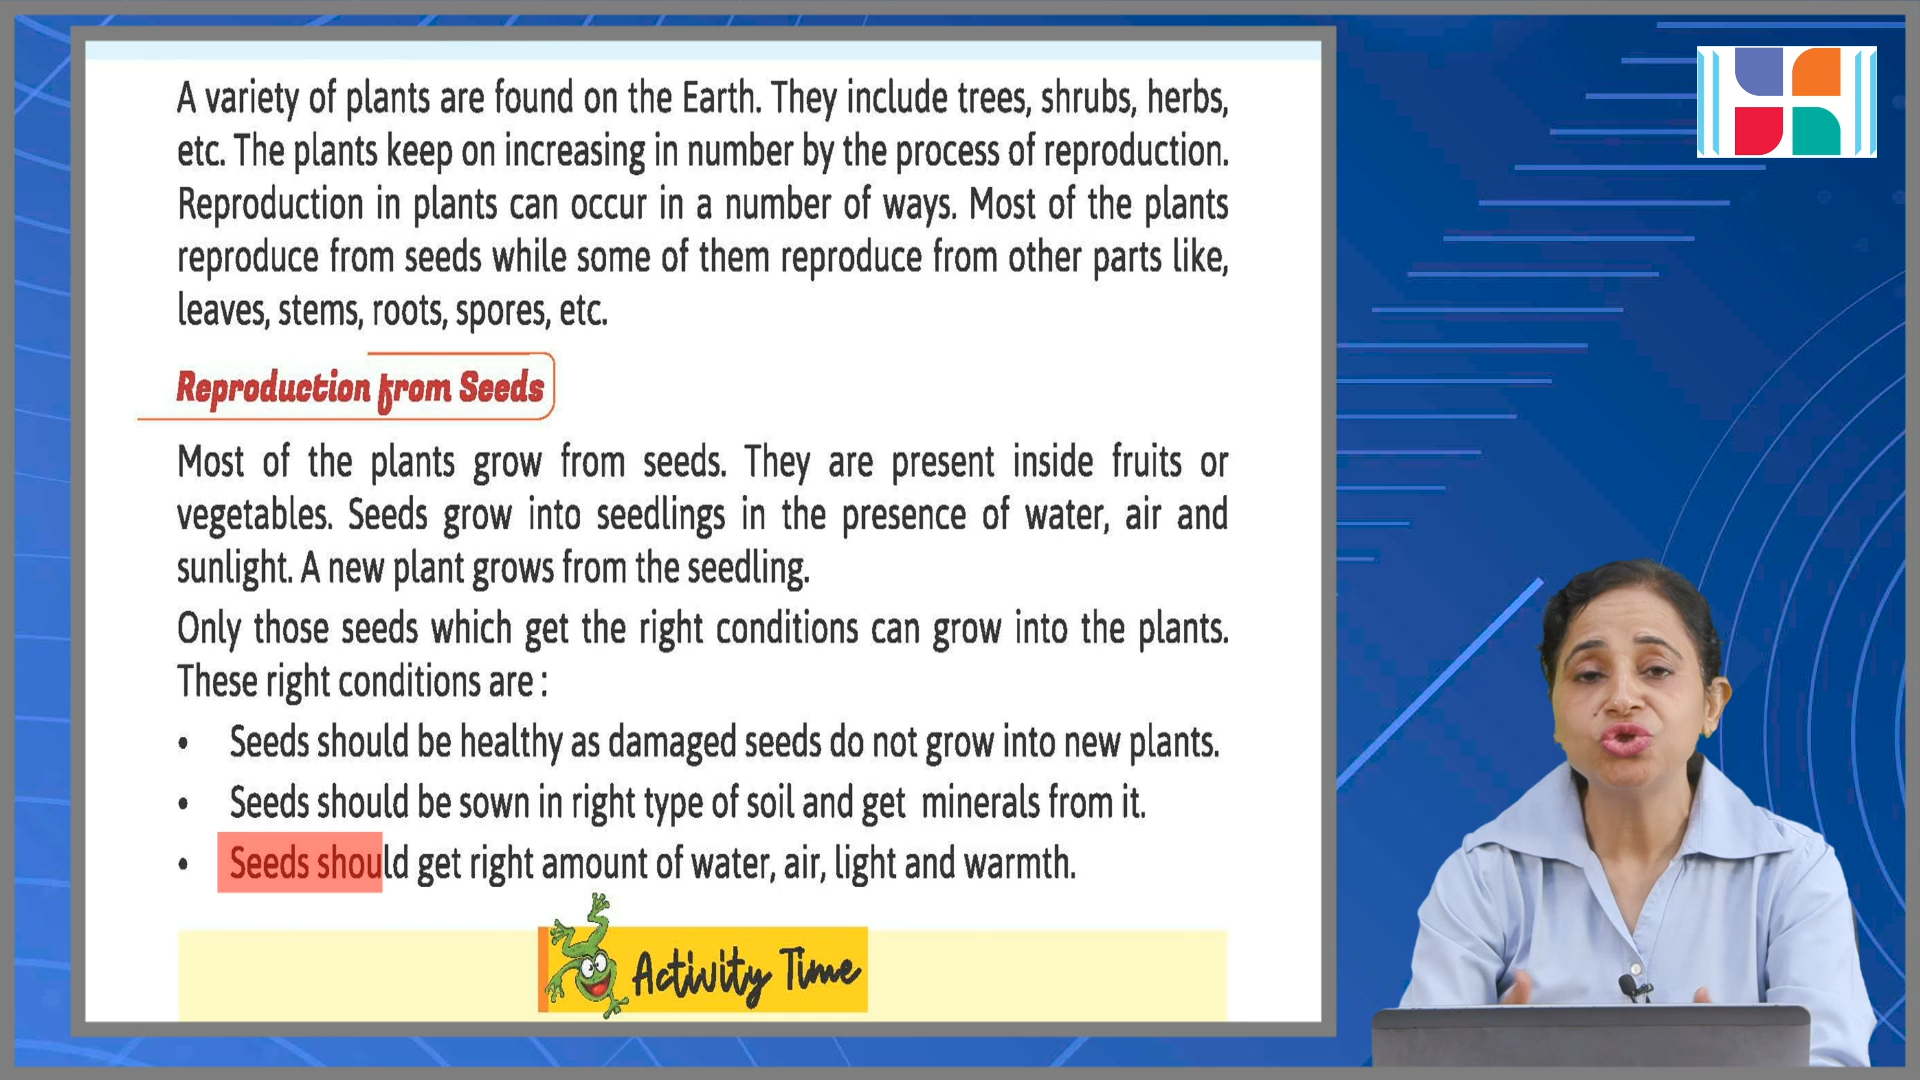 A variety of plants are found on the Earth. They include trees, shrubs, herbs,
etc. The plants keep on increasing in number by the process of reproduction.
Reproduction in plants can occur in a number of ways. Most of the plants
reproduce from seeds while some of them reproduce from other parts like,
leaves, stems, roots, spores, etc.
Reproduction from Seeds
Most of the plants grow from seeds. They are present inside fruits or
vegetables. Seeds grow into seedlings in the presence of water, air and
sunlight. A new plant grows from the seedling.
Only those seeds which get the right conditions can grow into the plants.
These right conditions are :
• Seeds should be healthy as damaged seeds do not grow into new plants.
• Seeds should be sown in right type of soil and get minerals from it.
• Seeds should get right amount of water, air, light and warmth.
Activity Time